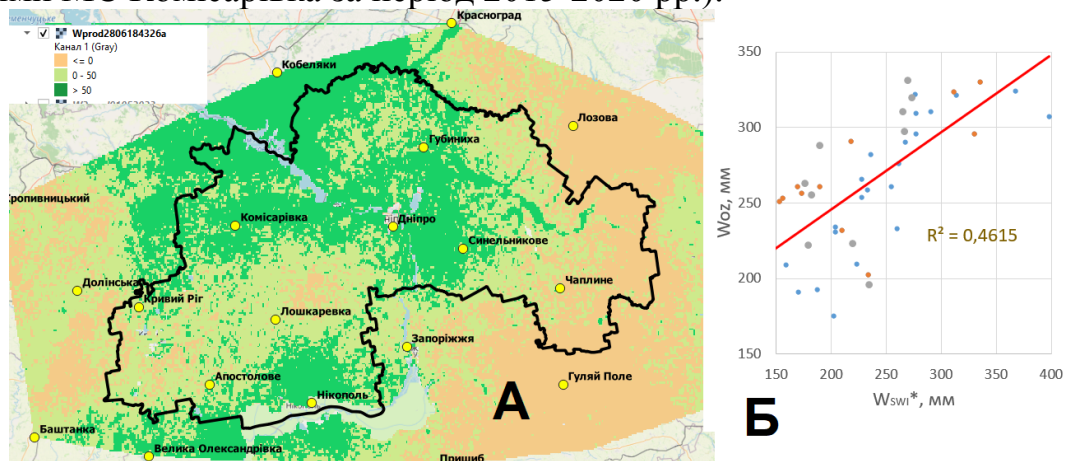 МС Комісарівка за період 2015-2020 рр.).
Wprod2806184326a
Канал 1 (Gray)
<= 0
0 - 50
> 50
Красноград
Кобеляки
Лозова
Губиниха
Кропивницький
Комісарівка
Дніпро
Синельникове
Долінська
Кривий Ріг
Чаплине
Лошкаревка
Запоріжжя
Апостолове
Гуляй Поле
Нікополь
Баштанка
Велика Олександрівка
Пришиб
А
350
300
250
200
150
Woz, мм
R² = 0,4615
150 200 250 300 350 400
WSWI*, мм
Б